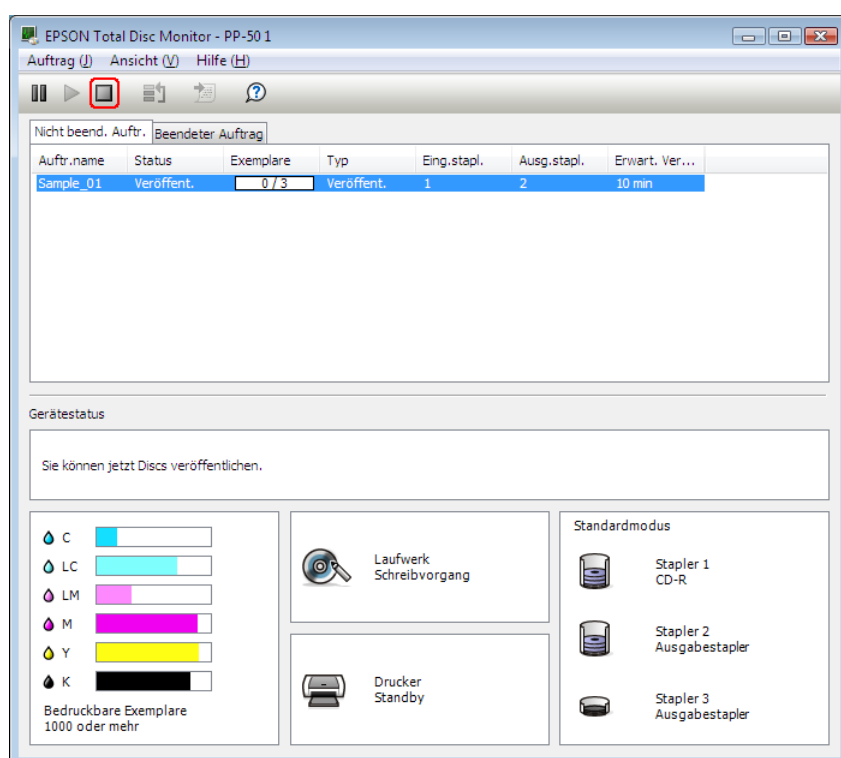 EPSON Total Disc Monitor - PP-50 1
Auftrag (J) Ansicht (V) Hilfe (H)
Nicht beend. Auftr. Beendeter Auftrag
Auftr.name Status Exemplare Typ Eing.stapl. Ausg.stapl. Erwart. Ver...
Sample_01 Veröffent. 0 / 3 Veröffent. 1 2 10 min
Gerätestatus
Sie können jetzt Discs veröffentlichen.
C
LC
LM
M
Y
K
Bedruckbare Exemplare
1000 oder mehr
Laufwerk
Schreibvorgang
Drucker
Standby
Standardmodus
Stapler 1
CD-R
Stapler 2
Ausgabestapler
Stapler 3
Ausgabestapler